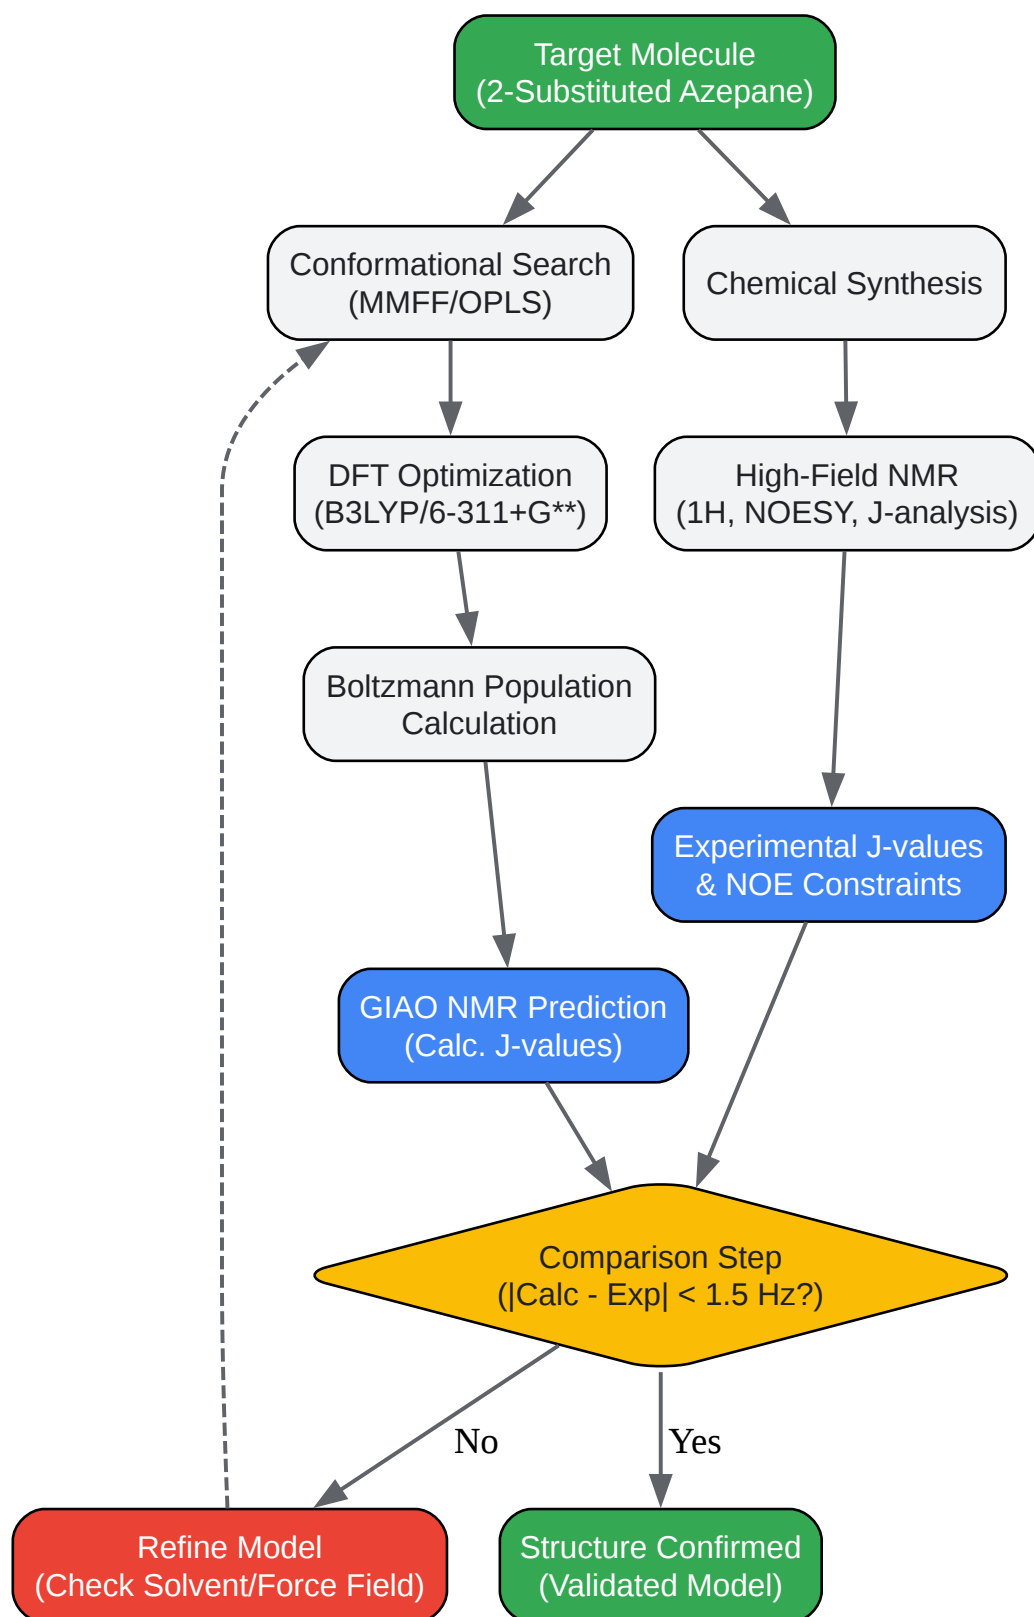 Target Molecule
(2-Substituted Azepane)
Conformational Search
(MMFF/OPLS)
Chemical Synthesis
DFT Optimization
(B3LYP/6-311+G**)
High-Field NMR
(1H, NOESY, J-analysis)
Boltzmann Population
Calculation
Experimental J-values
& NOE Constraints
GIAO NMR Prediction
(Calc. J-values)
Comparison Step
(|Calc - Exp| < 1.5 Hz?)
No
Yes
Refine Model
(Check Solvent/Force Field)
Structure Confirmed
(Validated Model)